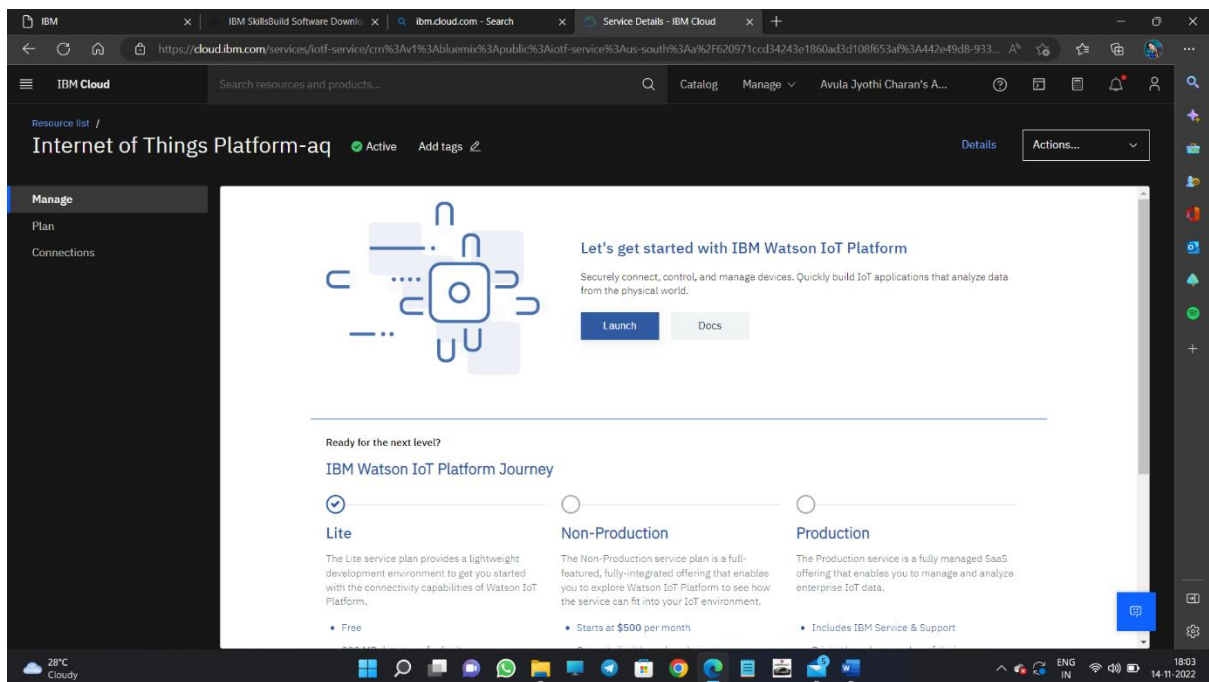 IBM
IBM SkillsBuild Software Downlo
ibm.cloud.com - Search
Service Details - IBM Cloud
https://cloud.ibm.com/services/iotf-service/crn%3Av1%3Abluemix%3Apublic%3Aiotf-service%3Aus-south%3Aa%2F620971ccd34243e1860ad3d108f653af%3A442e49d8-933...
IBM Cloud
Search resources and products...
Catalog
Manage
Avula Jyothi Charan's A...
Resource list /
Internet of Things Platform-aq
Active
Add tags
Details
Actions...
Manage
Plan
Connections
Let's get started with IBM Watson IoT Platform
Securely connect, control, and manage devices. Quickly build IoT applications that analyze data
from the physical world.
Launch
Docs
Ready for the next level?
IBM Watson IoT Platform Journey
Lite
The Lite service plan provides a lightweight
development environment to get you started
with the connectivity capabilities of Watson IoT
Platform.
• Free
Non-Production
The Non-Production service plan is a full-
featured, fully-integrated offering that enables
you to explore Watson IoT Platform to see how
the service can fit into your IoT environment.
• Starts at $500 per month
Production
The Production service is a fully managed SaaS
offering that enables you to manage and analyze
enterprise IoT data.
• Includes IBM Service & Support
28°C
Cloudy
5
ENG
IN
18:03
14-11-2022